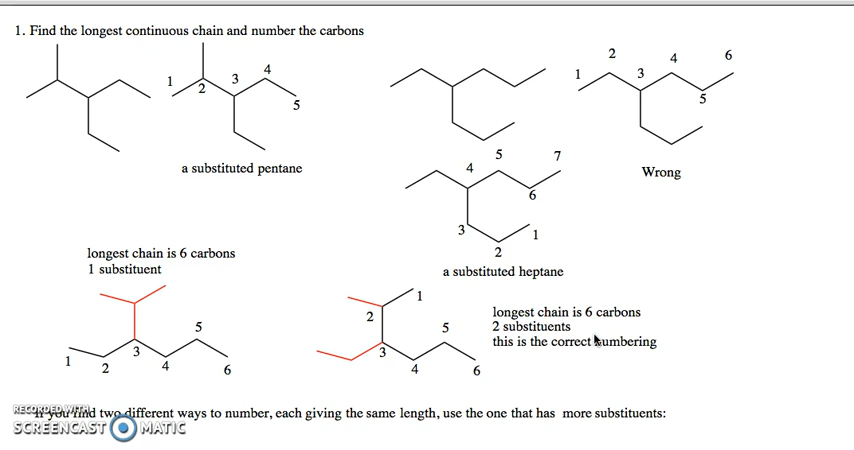 1. Find the longest continuous chain and number the carbons
1 2 3 4 5
a substituted pentane
1 2 3 4 5 6
Wrong
1 2 3 4 5 6 7
a substituted heptane
longest chain is 6 carbons
1 substituent
1 2 3 4 5 6
1 2 3 4 5 6
longest chain is 6 carbons
2 substituents
this is the correct numbering
If you find two different ways to number, each giving the same length, use the one that has more substituents:
RECORDED WITH
SCREENCAST MATIC